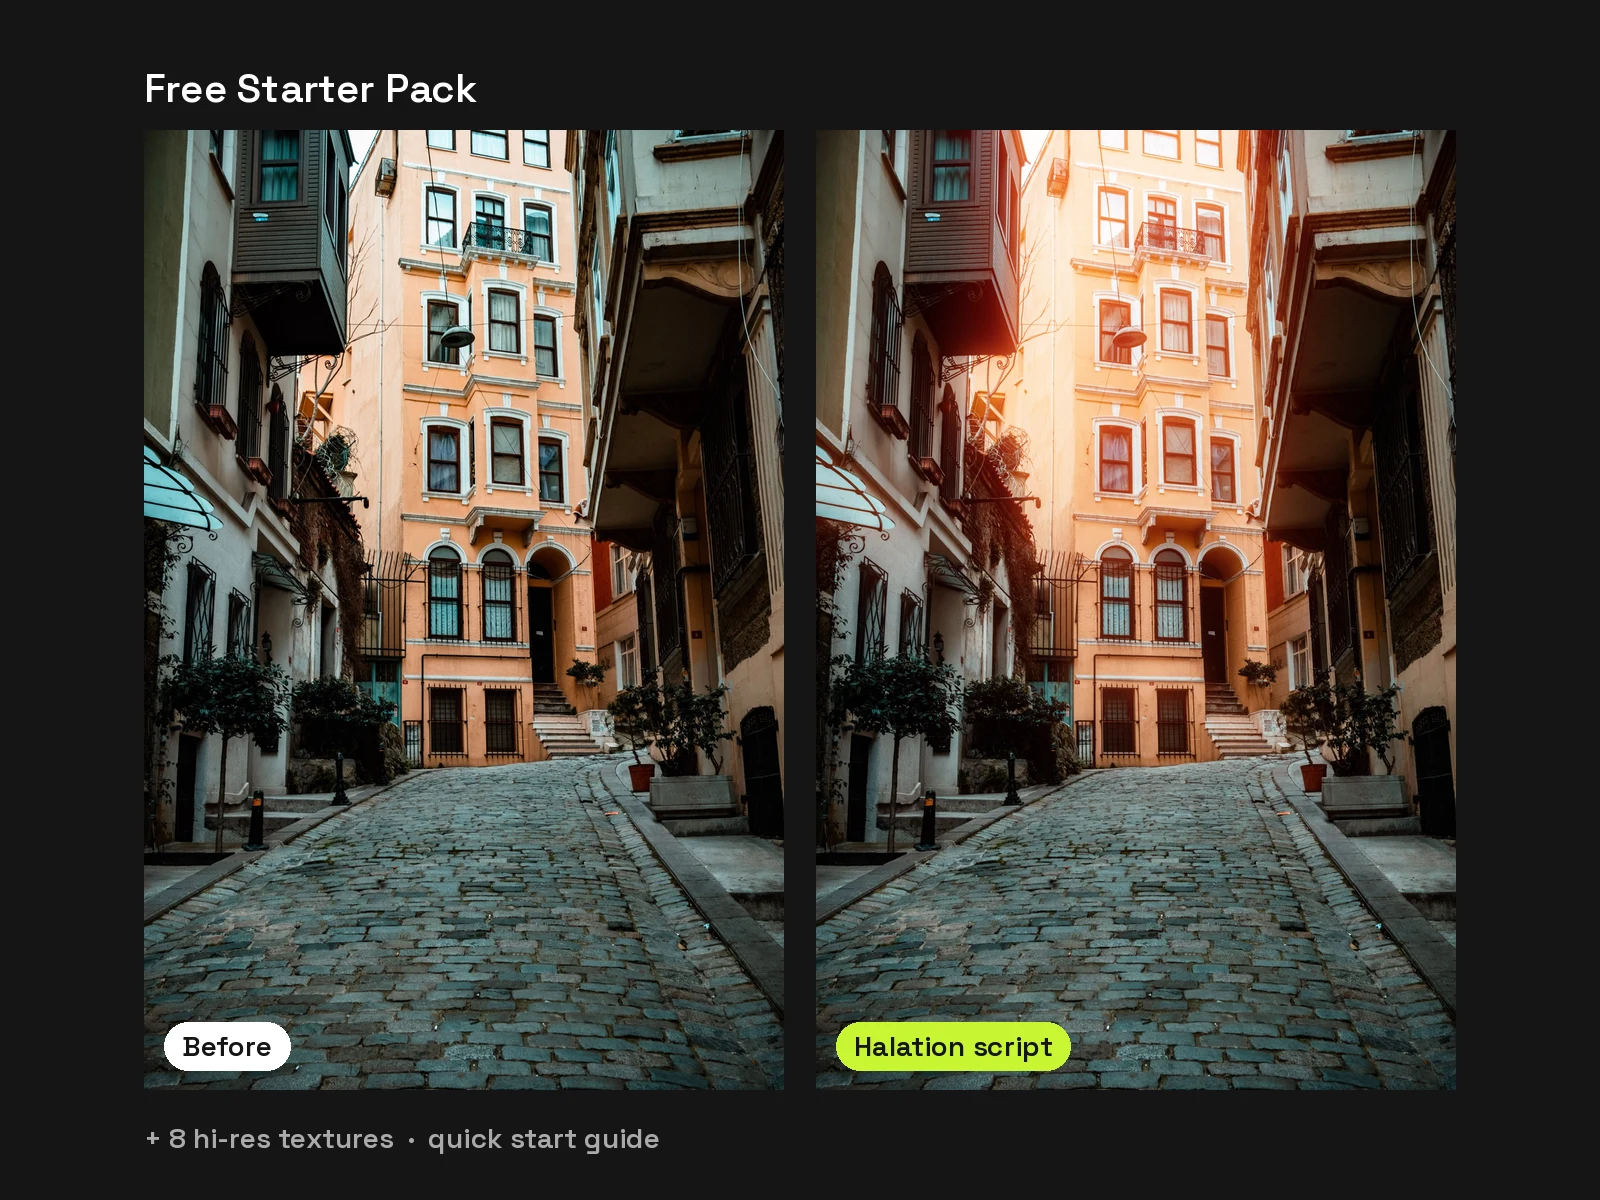 Free Starter Pack
Before
Halation script
+ 8 hi-res textures · quick start guide